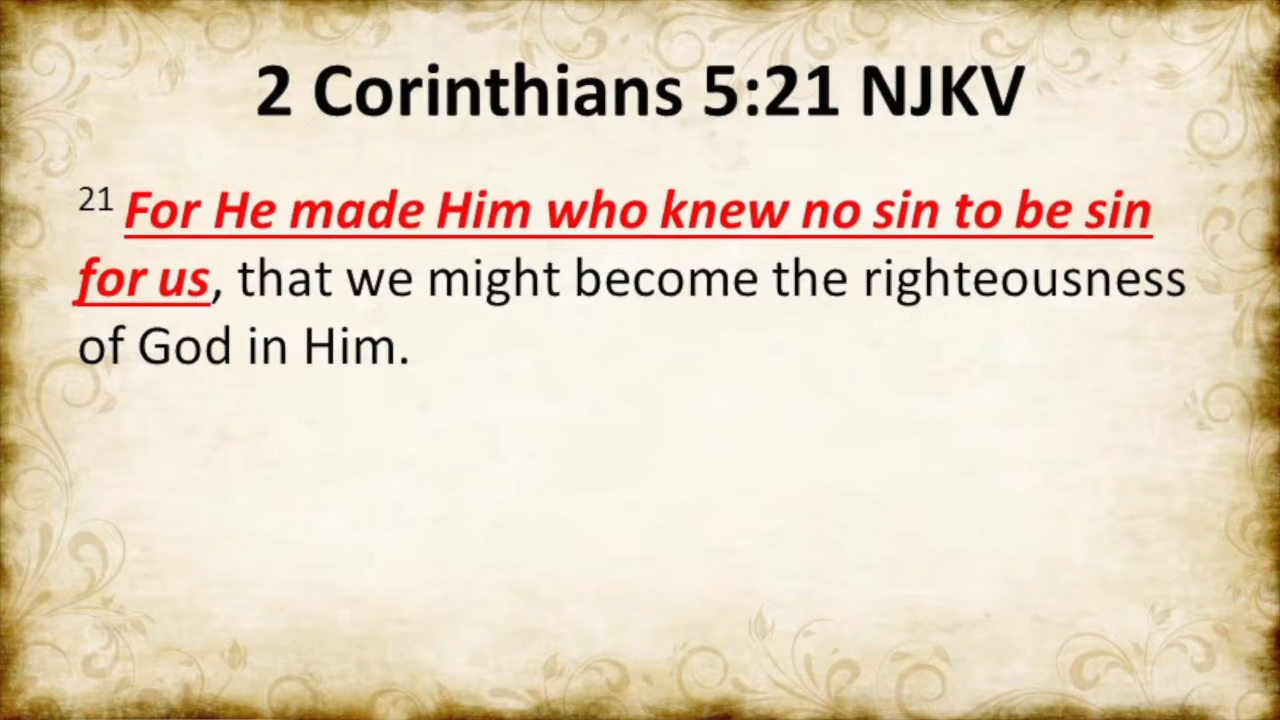 2 Corinthians 5:21 NJKV
21 For He made Him who knew no sin to be sin
for us, that we might become the righteousness
of God in Him.